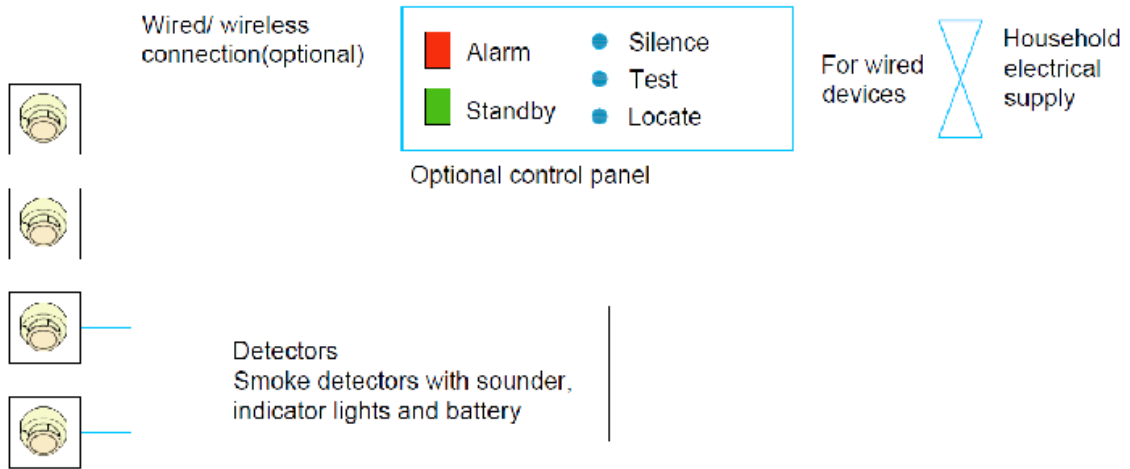 Wired/ wireless
connection(optional)
Alarm
Standby
Silence
Test
Locate
Optional control panel
For wired
devices
Household
electrical
supply
Detectors
Smoke detectors with sounder,
indicator lights and battery